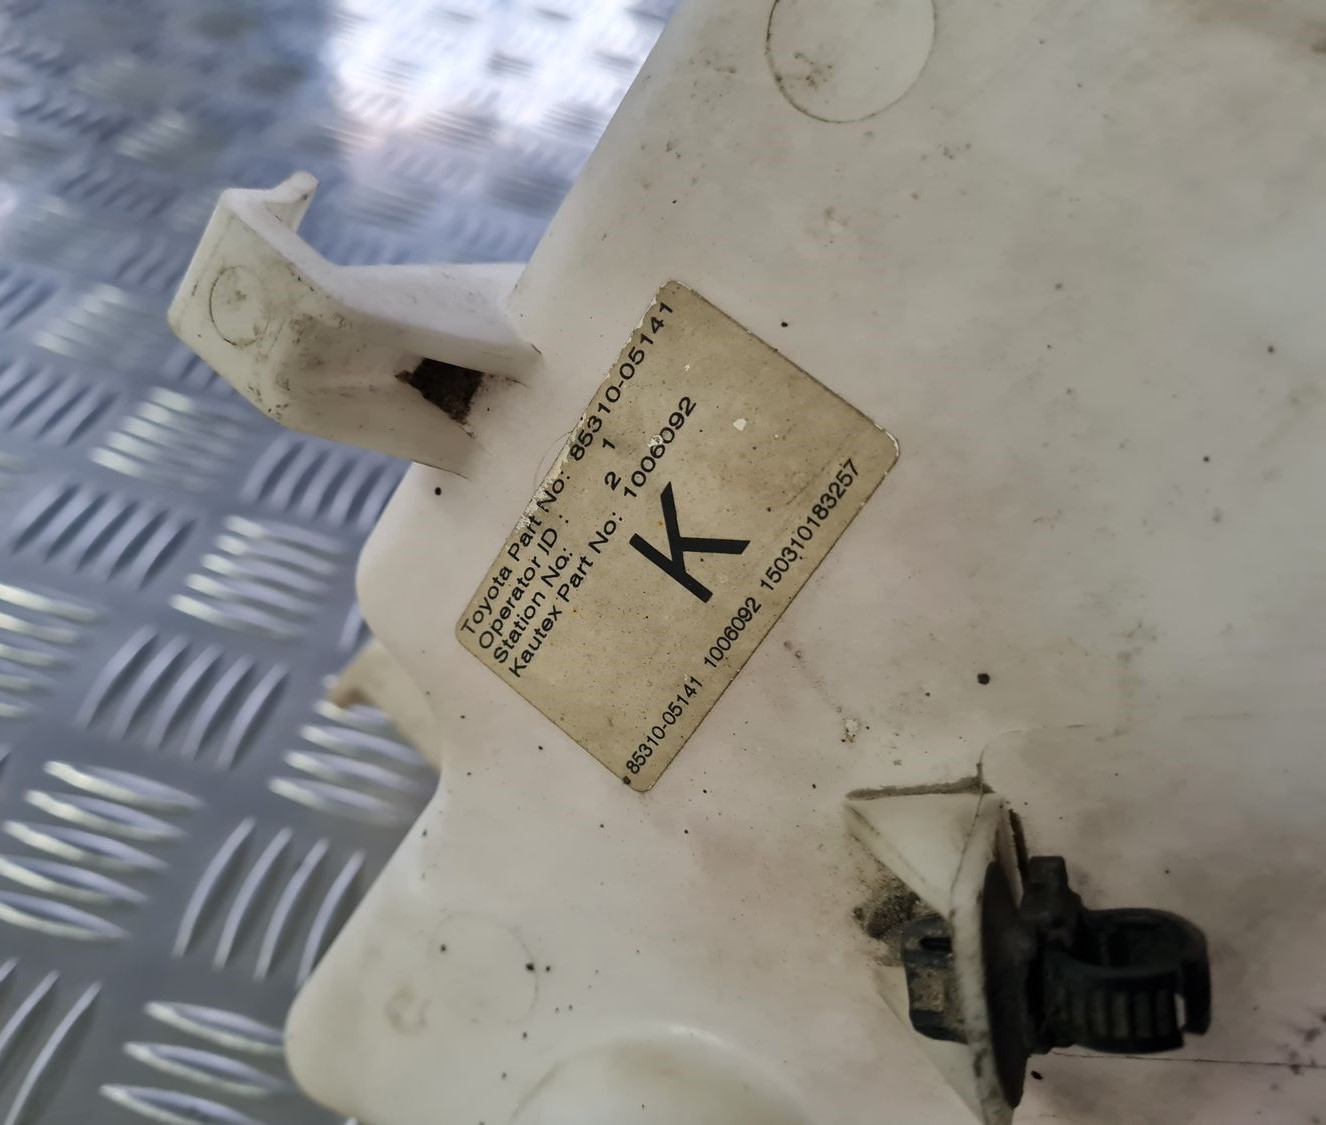 Toyota Part No: 85310-05141
Operator ID : 1
Station No: 2
Kautex Part No: 1006092
K
85310-05141 1006092 150310183257